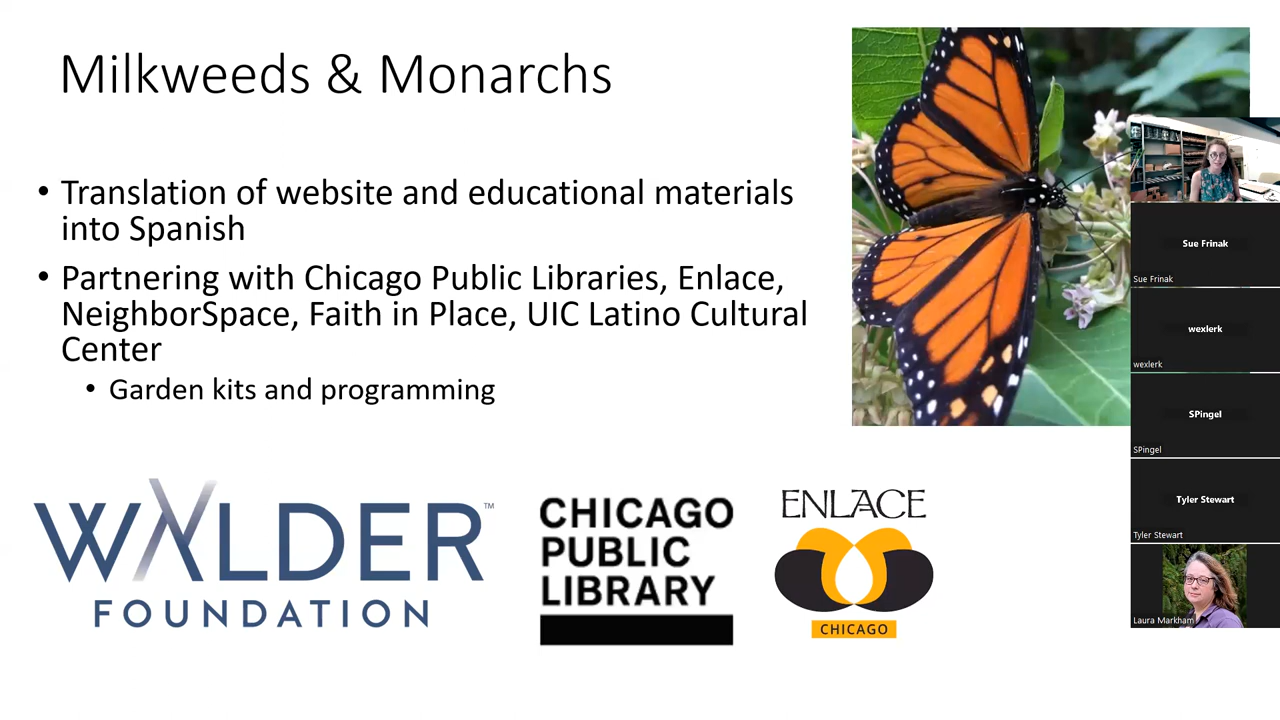 Milkweeds & Monarchs
• Translation of website and educational materials
into Spanish
• Partnering with Chicago Public Libraries, Enlace,
NeighborSpace, Faith in Place, UIC Latino Cultural
Center
• Garden kits and programming
WALDER™
FOUNDATION
CHICAGO
PUBLIC
LIBRARY
ENLACE
CHICAGO
Sue Frinak
Sue Frinak
wexlerk
wexlerk
SPingel
SPingel
Tyler Stewart
Tyler Stewart
Laura Markham